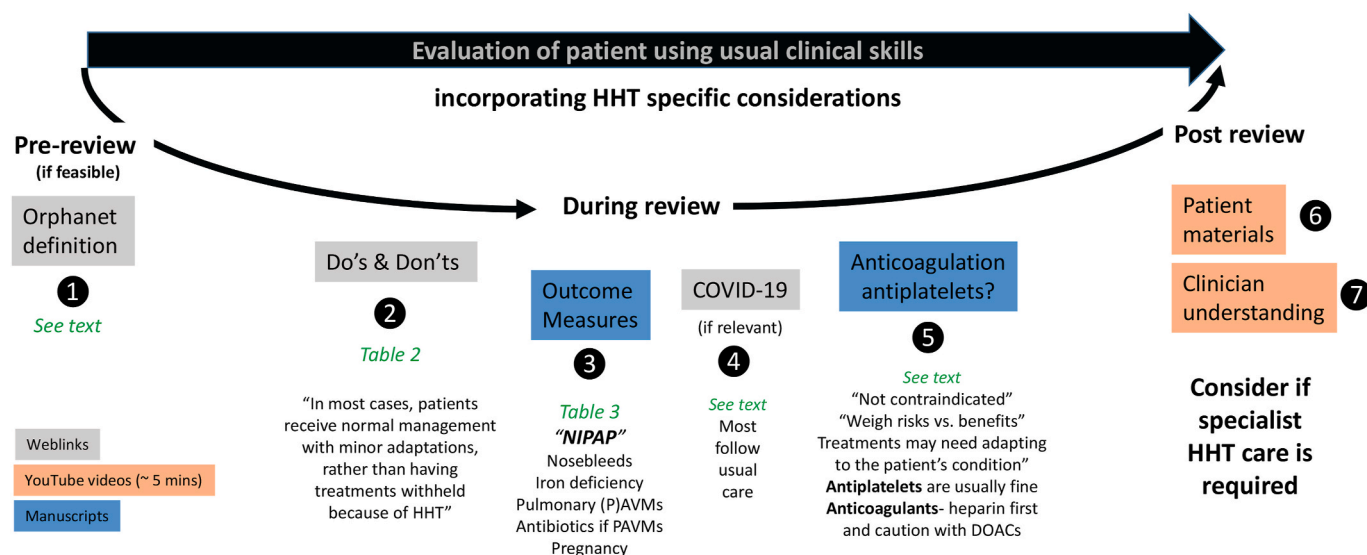 Evaluation of patient using usual clinical skills
incorporating HHT specific considerations
Pre-review
(if feasible)
Orphanet
definition
1
See text
During review
Do's & Don'ts
2
Table 2
“In most cases, patients
receive normal management
with minor adaptations,
rather than having
treatments withheld
because of HHT”
Outcome
Measures
3
Table 3
“NIPAP”
Nosebleeds
Iron deficiency
Pulmonary (P)AVMs
Antibiotics if PAVMs
Pregnancy
COVID-19
(if relevant)
4
See text
Most
follow
usual
care
Anticoagulation
antiplatelets?
5
See text
“Not contraindicated”
“Weigh risks vs. benefits”
Treatments may need adapting
to the patient’s condition”
Antiplatelets are usually fine
Anticoagulants- heparin first
and caution with DOACs
Post review
Patient
materials
6
Clinician
understanding
7
Consider if
specialist
HHT care is
required
Weblinks
YouTube videos (~ 5 mins)
Manuscripts